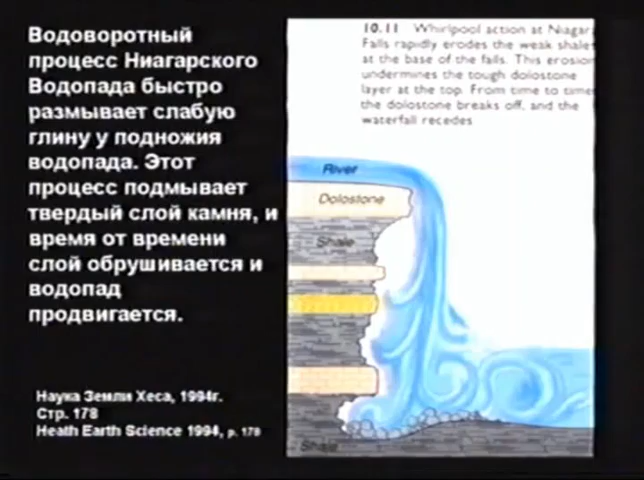 Водоворотный
процесс Ниагарского
Водопада быстро
размывает слабую
глину у подножия
водопада. Этот
процесс подмывает
твердый слой камня, и
время от времени
слой обрушивается и
водопад
продвигается.
Наука Земли Хеса, 1994г.
Стр. 178
Heath Earth Science 1994, p. 178
10.11 Whirlpool action at Niagar
Falls rapidly erodes the weak shale
at the base of the falls. This erosion
undermines the tough dolostone
layer at the top. From time to time
the dolostone breaks off, and the
waterfall recedes
River
Dolostone
Shale
Shale